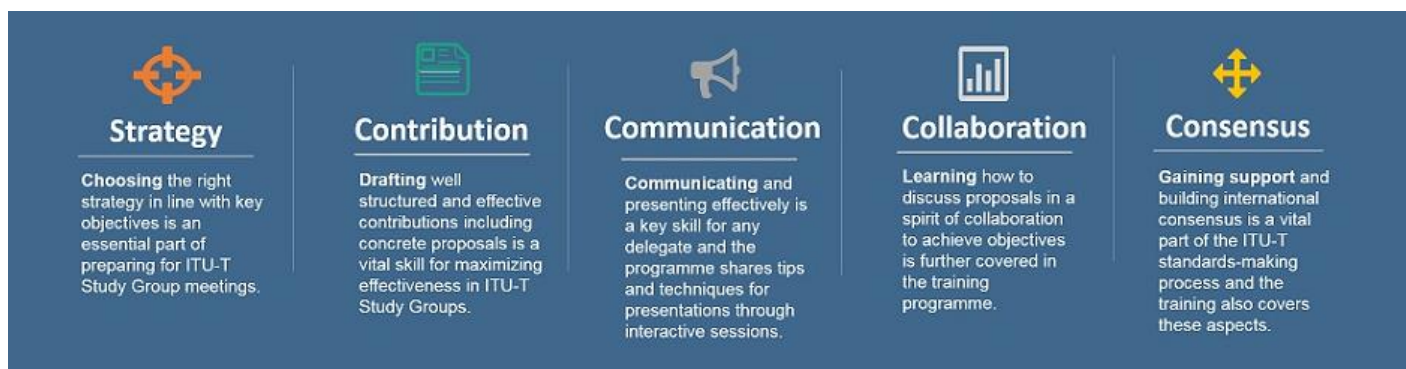 Strategy
Choosing the right
strategy in line with key
objectives is an
essential part of
preparing for ITU-T
Study Group meetings.
Contribution
Drafting well
structured and effective
contributions including
concrete proposals is a
vital skill for maximizing
effectiveness in ITU-T
Study Groups.
Communication
Communicating and
presenting effectively is
a key skill for any
delegate and the
programme shares tips
and techniques for
presentations through
interactive sessions.
Collaboration
Learning how to
discuss proposals in a
spirit of collaboration
to achieve objectives
is further covered in
the training
programme.
Consensus
Gaining support and
building international
consensus is a vital
part of the ITU-T
standards-making
process and the
training also covers
these aspects.